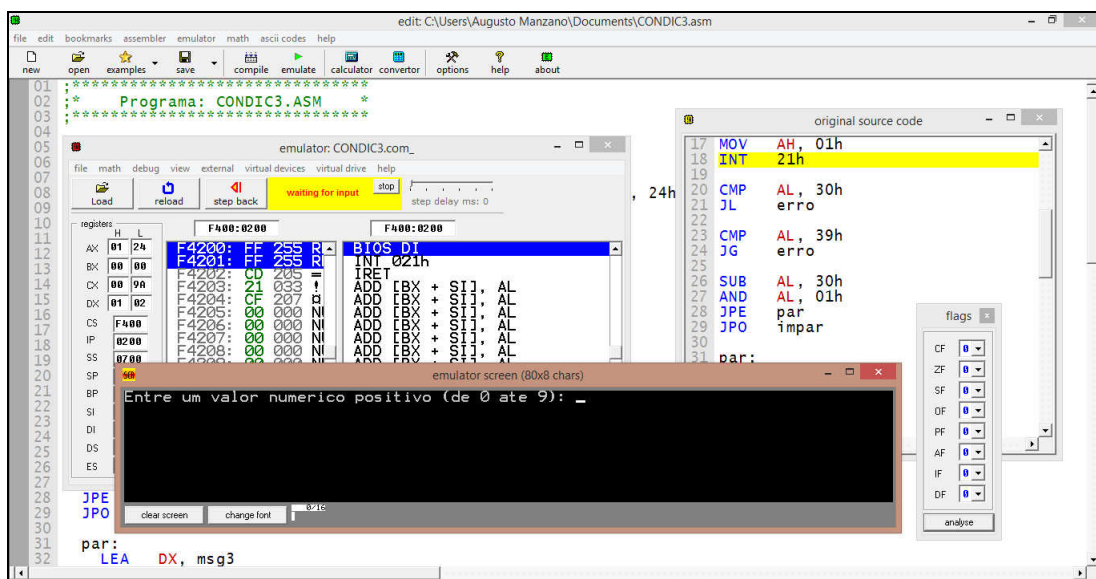 edit: C:\Users\Augusto Manzano\Documents\CONDIC3.asm
file edit bookmarks assembler emulator math ascii codes help
new open examples save compile emulate calculator convertor options help about
01 ;*******************************
02 ;* Programa: CONDIC3.ASM *
03 ;*******************************
04
05
06
07
08 , 24h
09
10
11
12
13
14
15
16
17
18
19
20
21
22
23
24
25
26
27
28 JPE
29 JPO
30
31 par:
32 LEA DX, msg3
emulator: CONDIC3.com_
file math debug view external virtual devices virtual drive help
Load reload step back waiting for input stop step delay ms: 0
registers F400:0200 F400:0200
H L
AX 01 24
BX 00 00
CX 00 9A
DX 01 02
CS F400
IP 0200
SS 0700
SP
BP
SI
DI
DS
ES
F4200: FF 255 R
F4201: FF 255 R
F4202: CD 205 =
F4203: 21 033 !
F4204: CF 207 ¤
F4205: 00 000 NU
F4206: 00 000 NU
F4207: 00 000 NU
F4208: 00 000 NU
BIOS DI
INT 021h
IRET
ADD [BX + SI], AL
ADD [BX + SI], AL
ADD [BX + SI], AL
ADD [BX + SI], AL
ADD [BX + SI], AL
ADD [BX + SI], AL
original source code
17 MOV AH, 01h
18 INT 21h
19
20 CMP AL, 30h
21 JL erro
22
23 CMP AL, 39h
24 JG erro
25
26 SUB AL, 30h
27 AND AL, 01h
28 JPE par
29 JPO impar
30
31 par:
flags
CF 0
ZF 0
SF 0
OF 0
PF 0
AF 0
IF 0
DF 0
analyse
emulator screen (80x8 chars)
Entre um valor numerico positivo (de 0 ate 9): _
clear screen change font 0/16